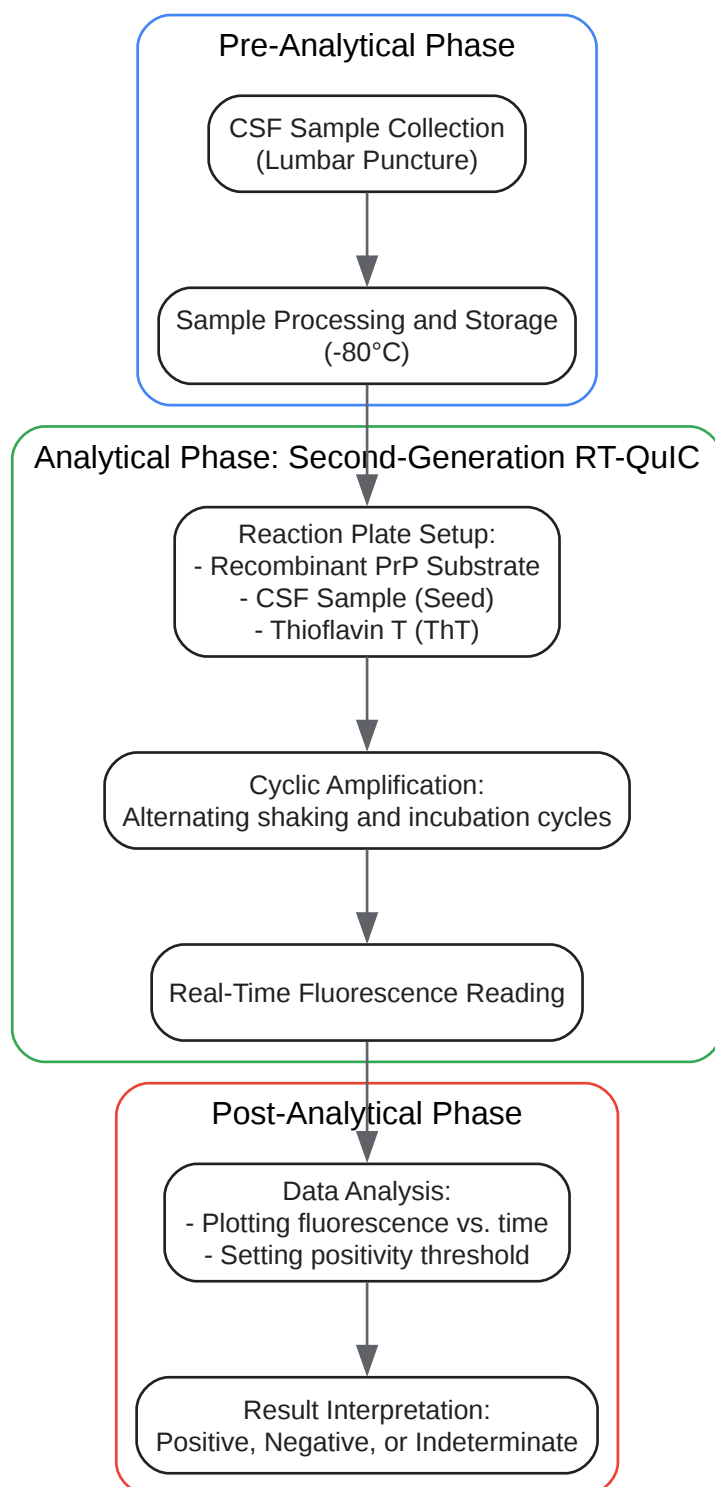 Pre-Analytical Phase
CSF Sample Collection
(Lumbar Puncture)
Sample Processing and Storage
(-80°C)
Analytical Phase: Second-Generation RT-QuIC
Reaction Plate Setup:
- Recombinant PrP Substrate
- CSF Sample (Seed)
- Thioflavin T (ThT)
Cyclic Amplification:
Alternating shaking and incubation cycles
Real-Time Fluorescence Reading
Post-Analytical Phase
Data Analysis:
- Plotting fluorescence vs. time
- Setting positivity threshold
Result Interpretation:
Positive, Negative, or Indeterminate